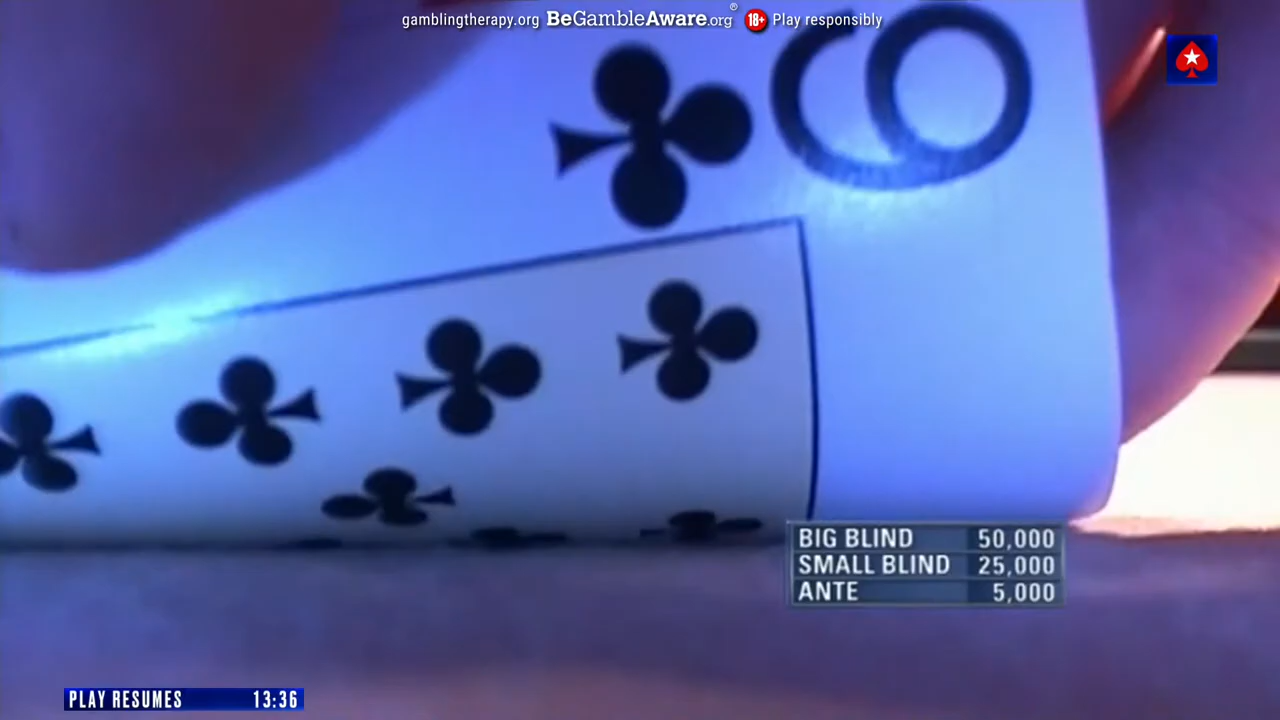 gamblingtherapy.org BeGambleAware.org® 18+ Play responsibly
9
BIG BLIND 50,000
SMALL BLIND 25,000
ANTE 5,000
PLAY RESUMES 13:36